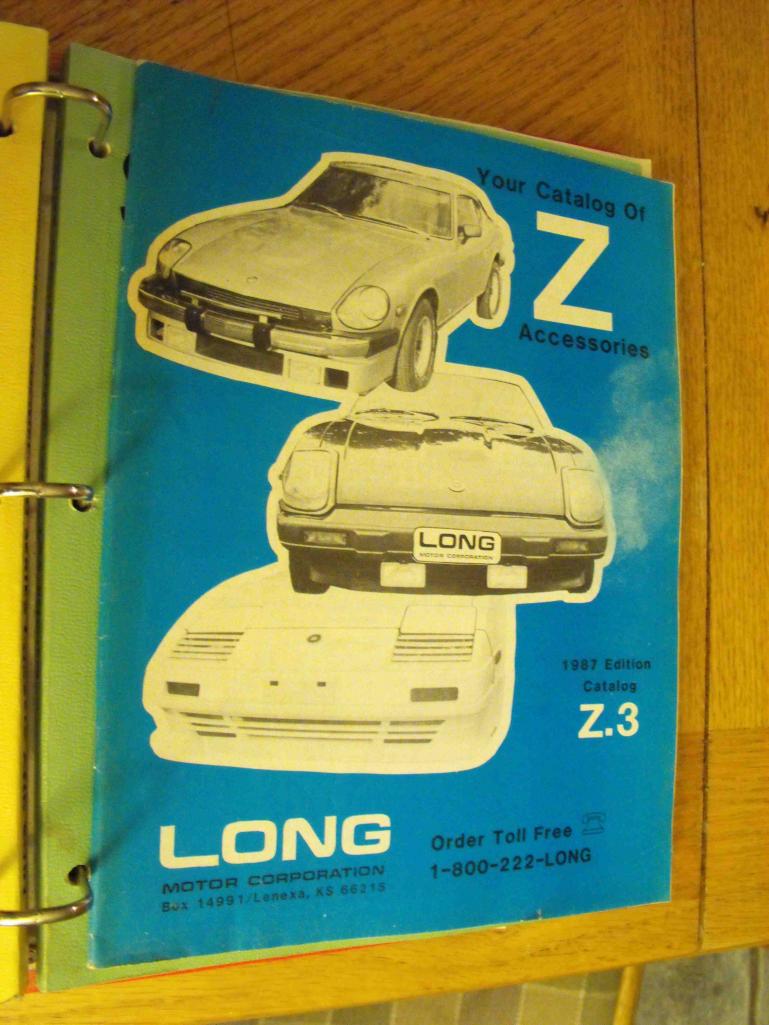 Your Catalog Of
Z
Accessories
LONG
MOTOR CORPORATION
1987 Edition
Catalog
Z.3
LONG
MOTOR CORPORATION
Box 14991/Lenexa, KS 66215
Order Toll Free
1-800-222-LONG